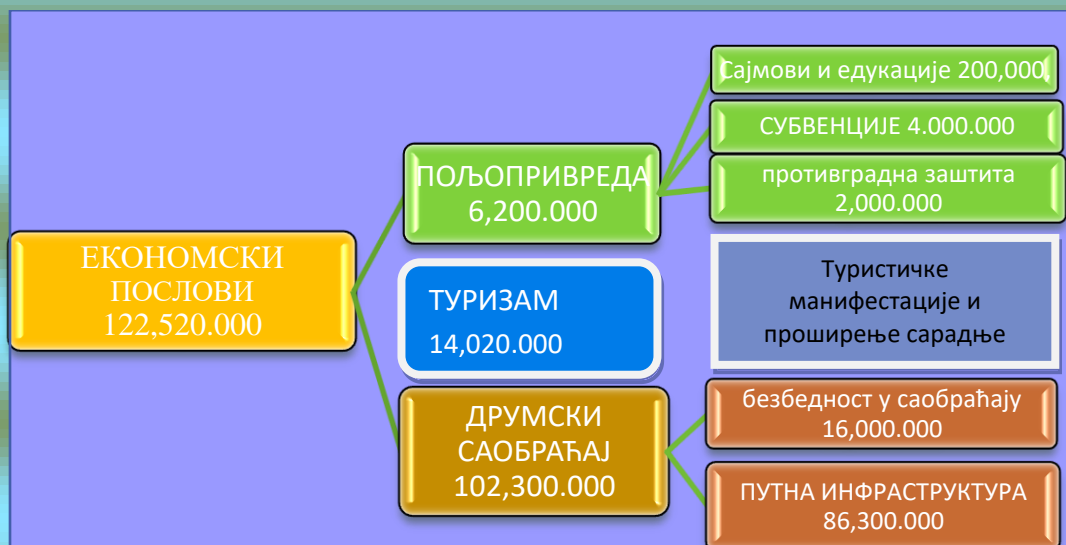 Сајмови и едукације 200,000.
СУБВЕНЦИЈЕ 4.000.000
противградна заштита
2,000.000
ПОЉОПРИВРЕДА
6,200.000
ЕКОНОМСКИ
ПОСЛОВИ
122,520.000
ТУРИЗАМ
14,020.000
Туристичке
манифестације и
проширење сарадње
ДРУМСКИ
САОБРАЋАЈ
102,300.000
безбедност у саобраћају
16,000.000
ПУТНА ИНФРАСТРУКТУРА
86,300.000